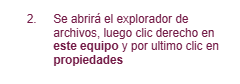 2. Se abrirá el explorador de
archivos, luego clic derecho en
este equipo y por ultimo clic en
propiedades